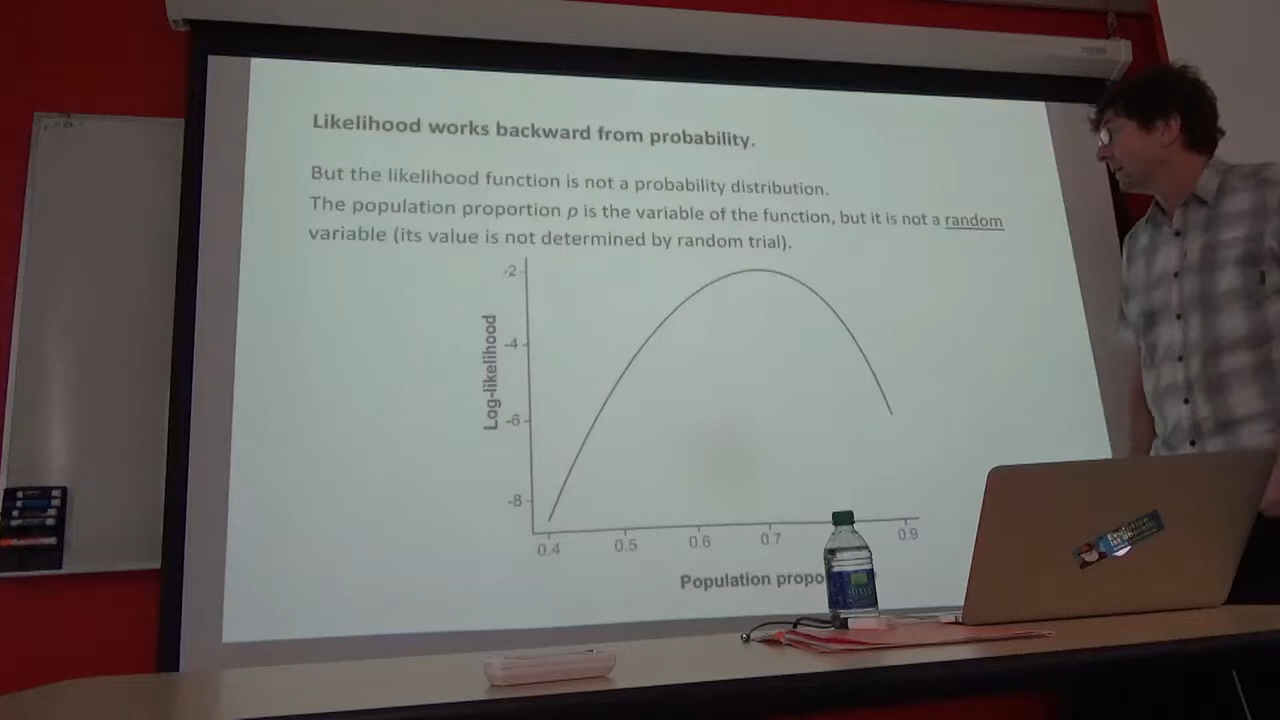 Likelihood works backward from probability.
But the likelihood function is not a probability distribution.
The population proportion p is the variable of the function, but it is not a random
variable (its value is not determined by random trial).
-2
-4
-6
-8
Log-likelihood
0.4 0.5 0.6 0.7 0.9
Population propo
Evolution